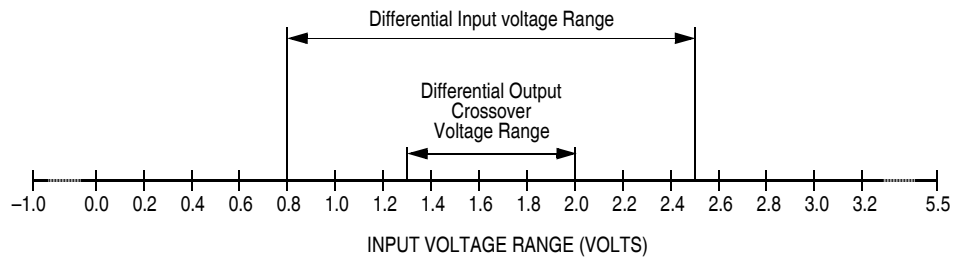 Differential Input voltage Range
Differential Output
Crossover
Voltage Range
–1.0 0.0 0.2 0.4 0.6 0.8 1.0 1.2 1.4 1.6 1.8 2.0 2.2 2.4 2.6 2.8 3.0 3.2 5.5
INPUT VOLTAGE RANGE (VOLTS)